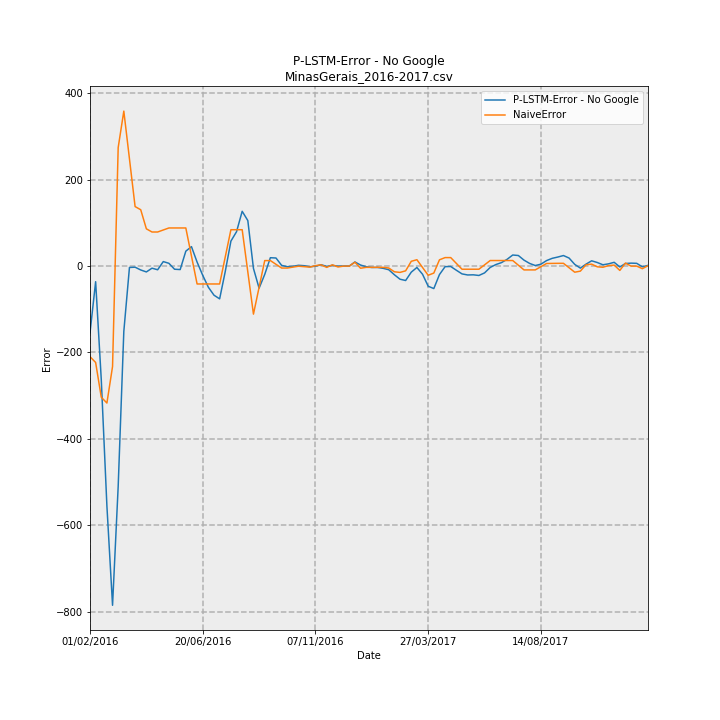 P-LSTM-Error - No Google
MinasGerais_2016-2017.csv
P-LSTM-Error - No Google
NaiveError
400
200
0
−200
−400
−600
−800
Error
01/02/2016
20/06/2016
07/11/2016
27/03/2017
14/08/2017
Date